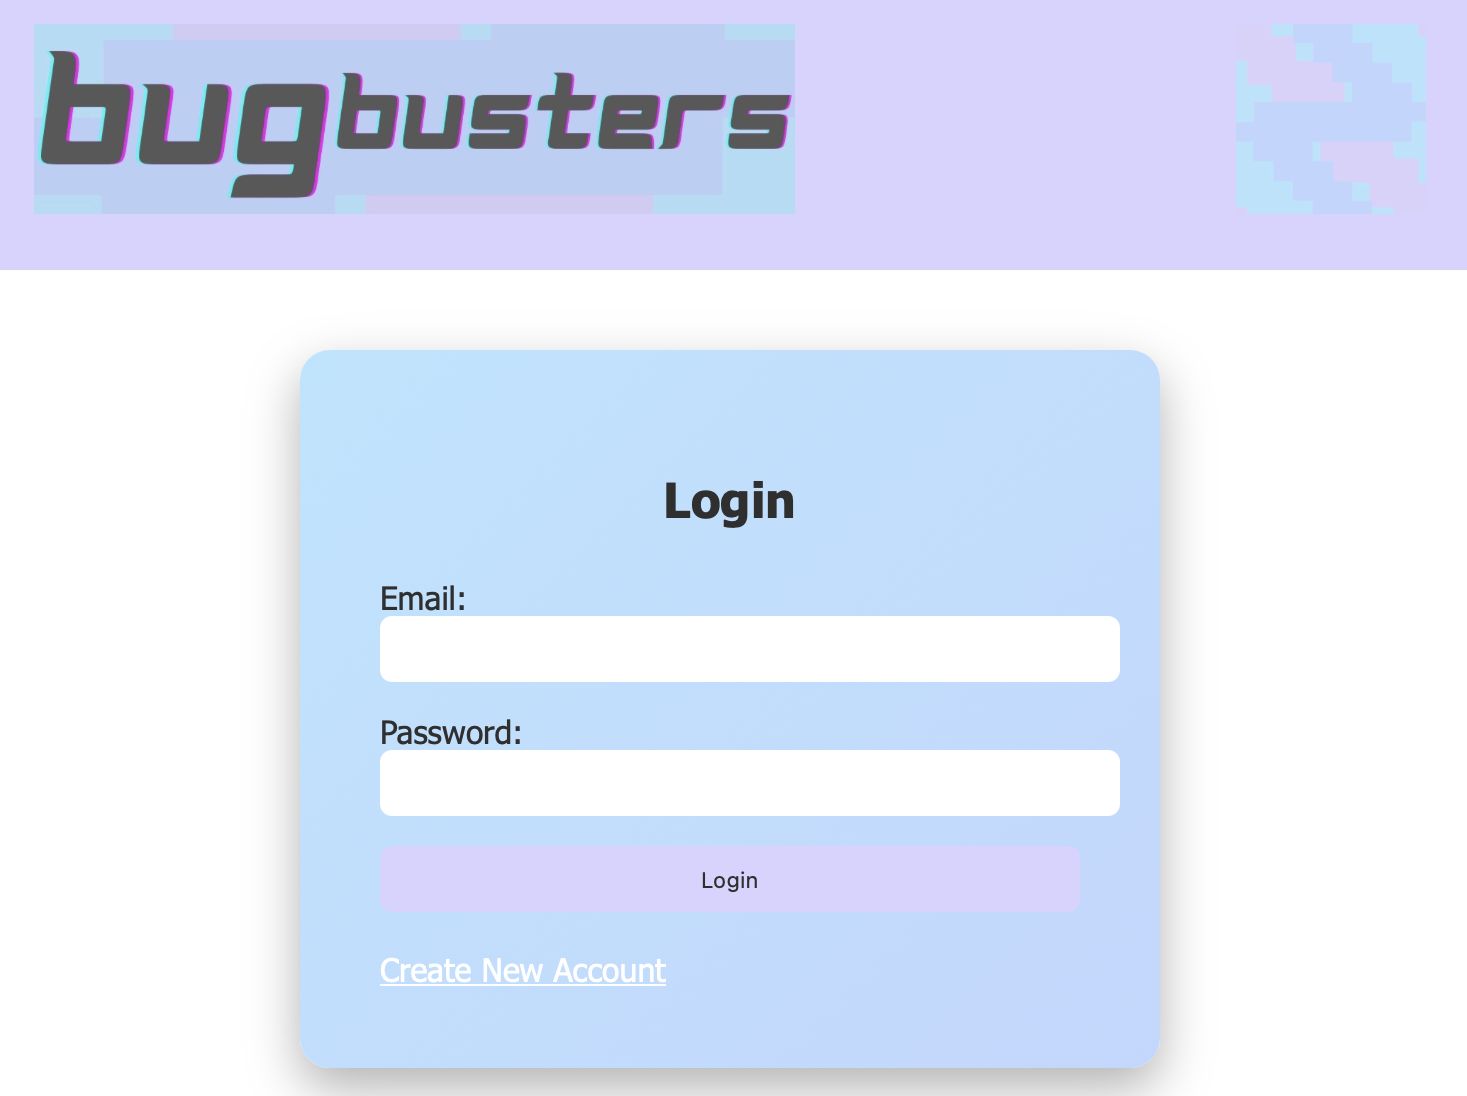 bugbusters
Login
Email:
Password:
Login
Create New Account